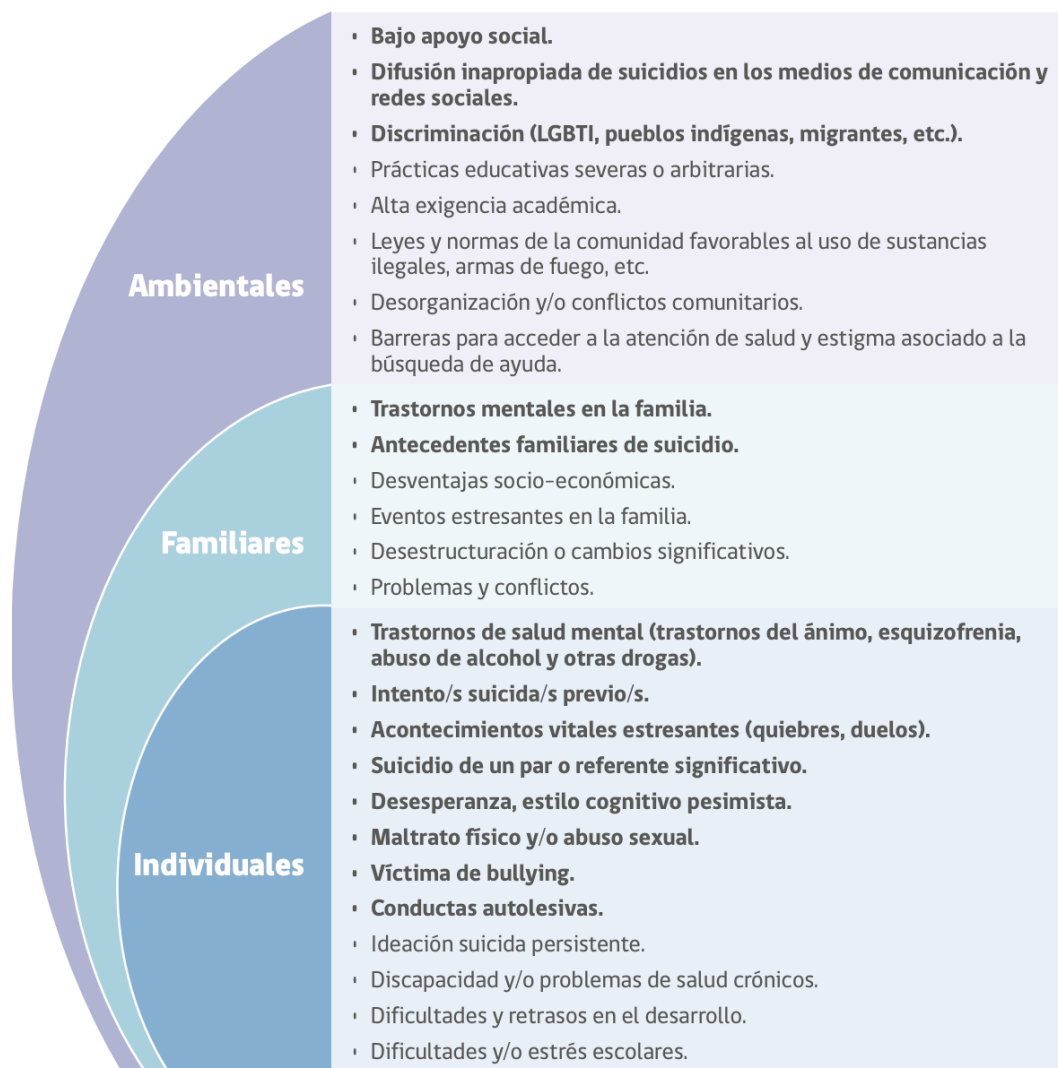 Ambientales
· Bajo apoyo social.
· Difusión inapropiada de suicidios en los medios de comunicación y
redes sociales.
· Discriminación (LGBTI, pueblos indígenas, migrantes, etc.).
· Prácticas educativas severas o arbitrarias.
· Alta exigencia académica.
· Leyes y normas de la comunidad favorables al uso de sustancias
ilegales, armas de fuego, etc.
· Desorganización y/o conflictos comunitarios.
· Barreras para acceder a la atención de salud y estigma asociado a la
búsqueda de ayuda.
Familiares
· Trastornos mentales en la familia.
· Antecedentes familiares de suicidio.
· Desventajas socio-económicas.
· Eventos estresantes en la familia.
· Desestructuración o cambios significativos.
· Problemas y conflictos.
Individuales
· Trastornos de salud mental (trastornos del ánimo, esquizofrenia,
abuso de alcohol y otras drogas).
· Intento/s suicida/s previo/s.
· Acontecimientos vitales estresantes (quiebres, duelos).
· Suicidio de un par o referente significativo.
· Desesperanza, estilo cognitivo pesimista.
· Maltrato físico y/o abuso sexual.
· Víctima de bullying.
· Conductas autolesivas.
· Ideación suicida persistente.
· Discapacidad y/o problemas de salud crónicos.
· Dificultades y retrasos en el desarrollo.
· Dificultades y/o estrés escolares.